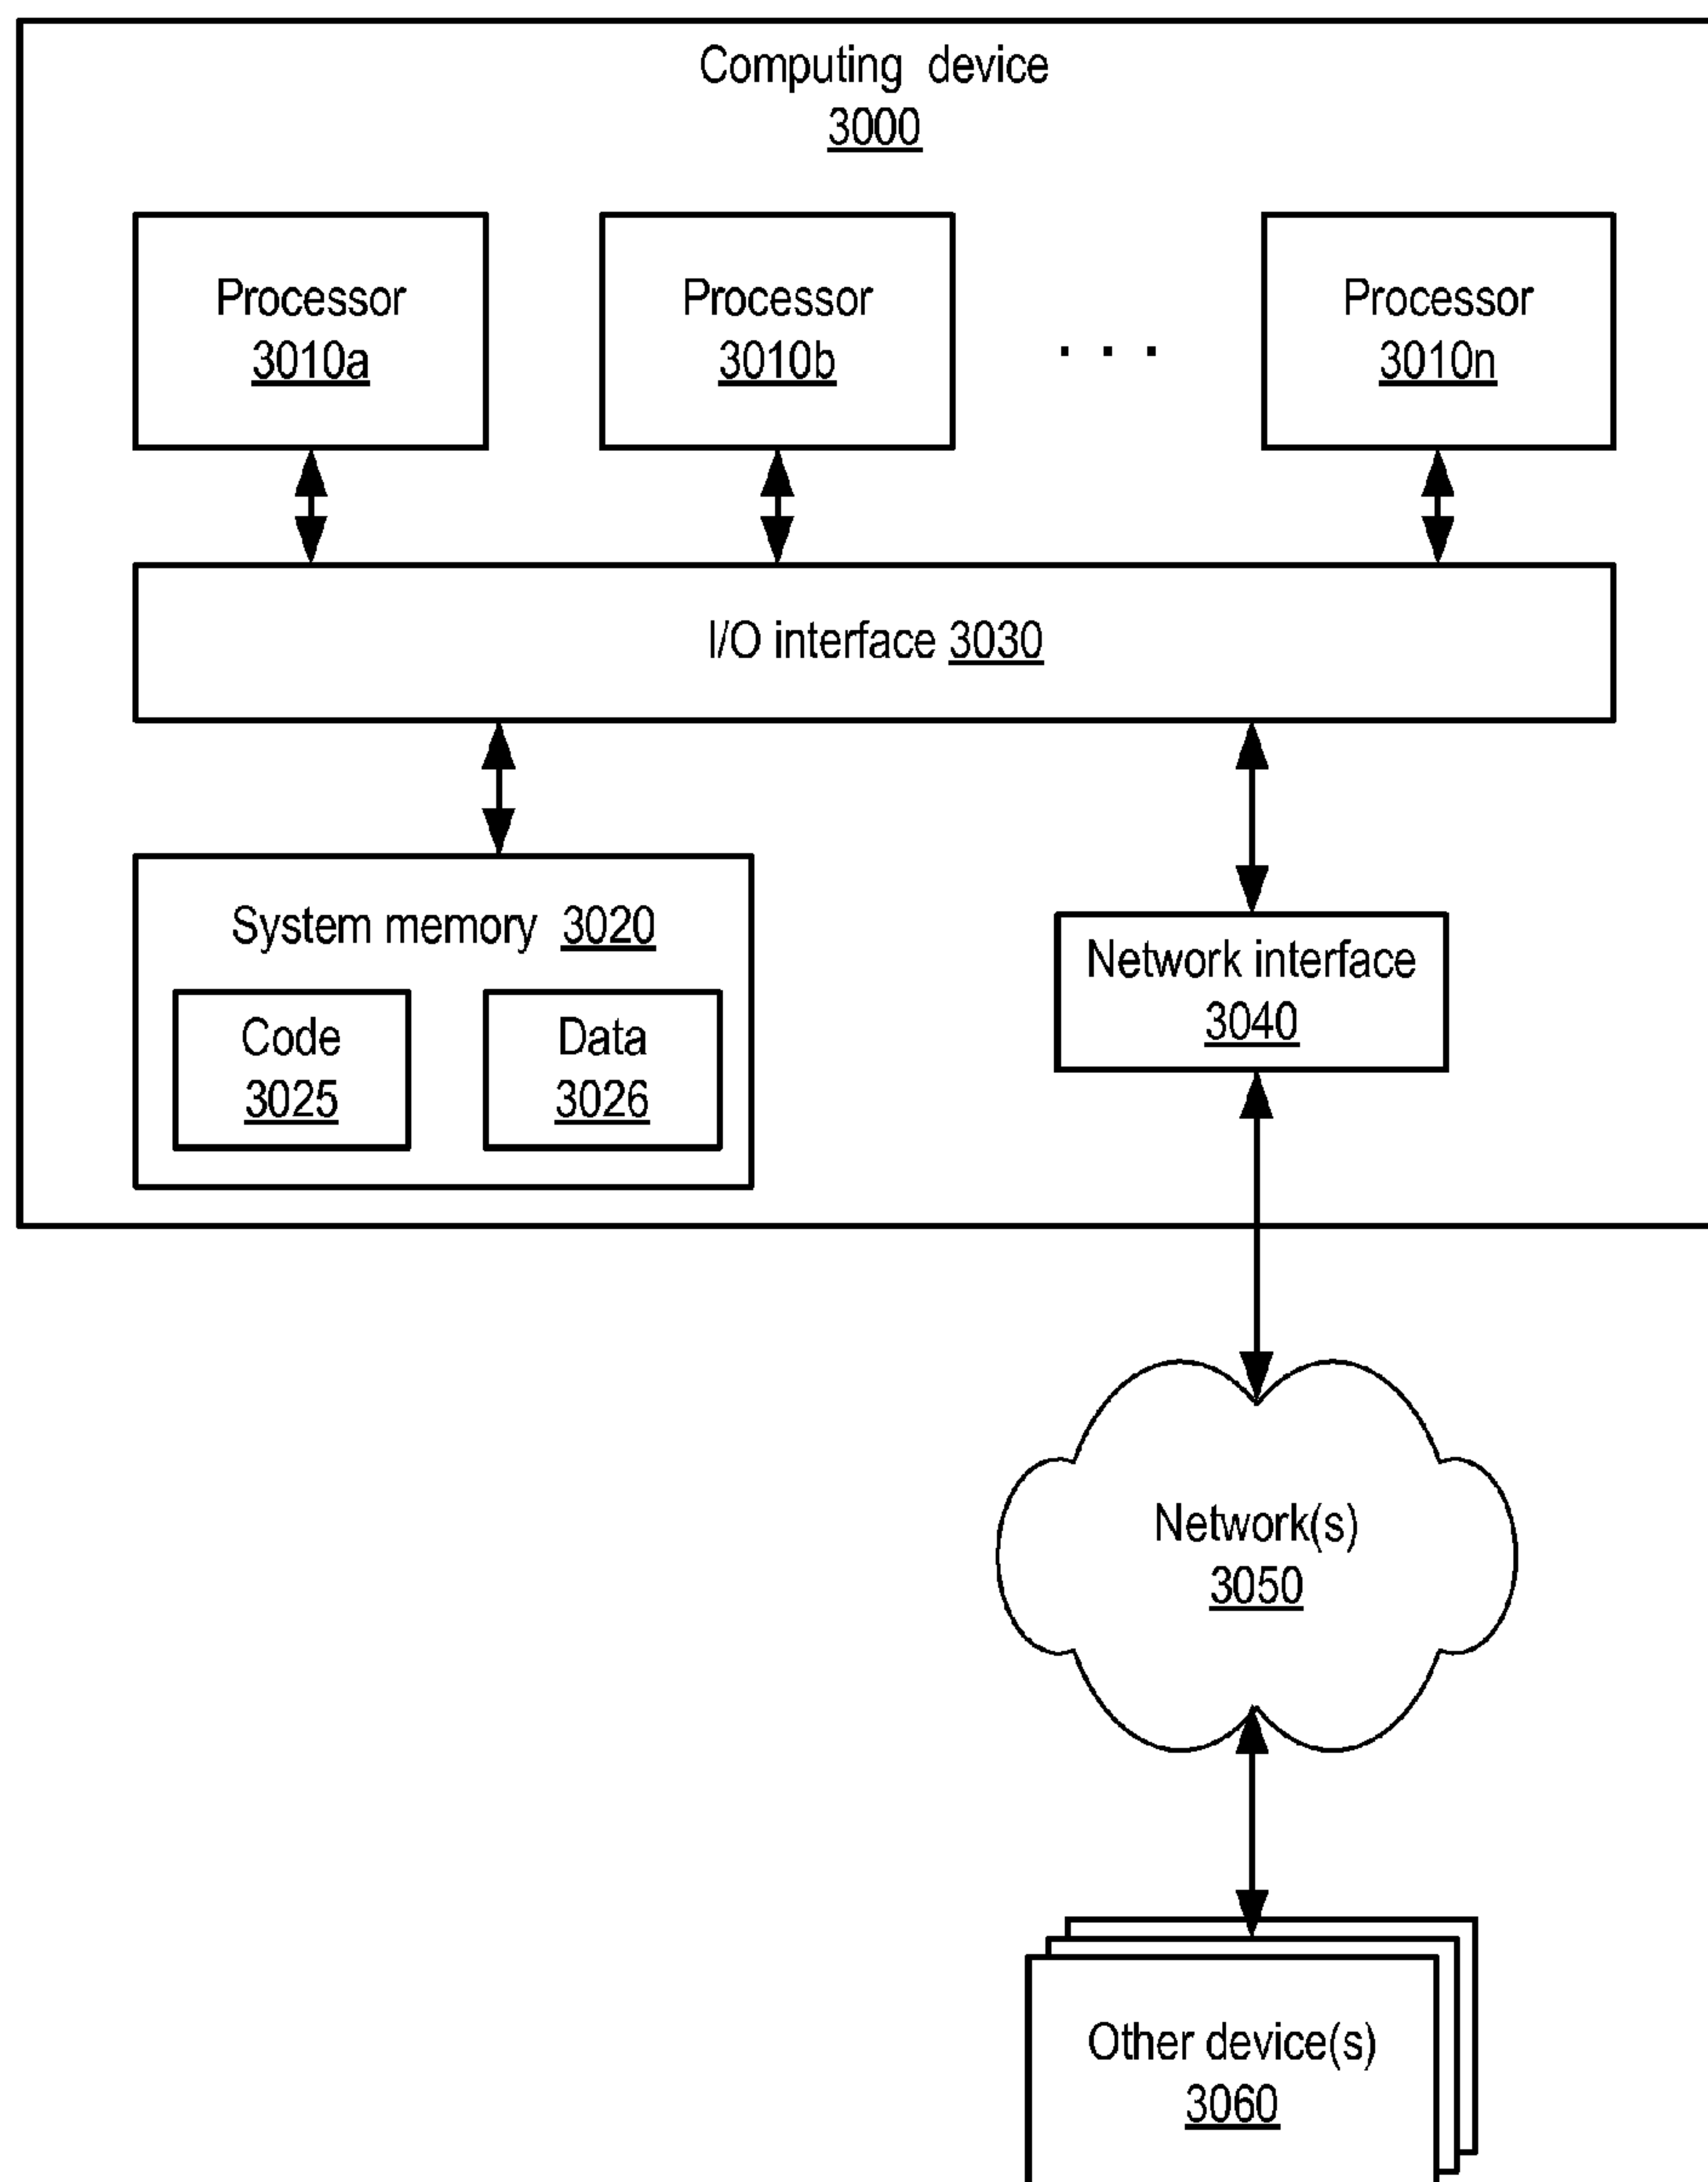 Computing device
3000
Processor
3010a
Processor
3010b
. . .
Processor
3010n
I/O interface 3030
System memory 3020
Code
3025
Data
3026
Network interface
3040
Network(s)
3050
Other device(s)
3060